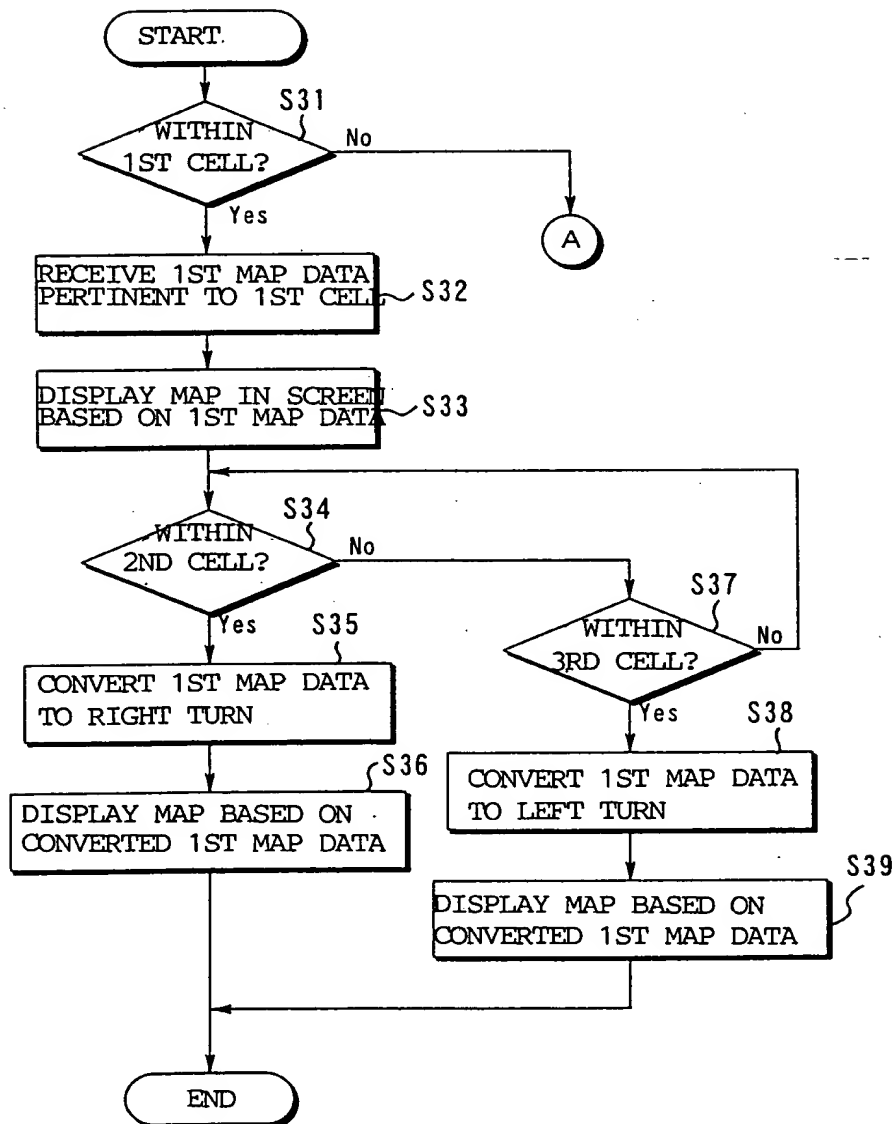 START.
S31
WITHIN
1ST CELL?
No
Yes
A
RECEIVE 1ST MAP DATA
PERTINENT TO 1ST CELL
S32
DISPLAY MAP IN SCREEN
BASED ON 1ST MAP DATA
S33
S34
WITHIN
2ND CELL?
No
Yes
S37
WITHIN
3RD CELL?
No
Yes
S35
CONVERT 1ST MAP DATA
TO RIGHT TURN
S38
CONVERT 1ST MAP DATA
TO LEFT TURN
S36
DISPLAY MAP BASED ON
CONVERTED 1ST MAP DATA
S39
DISPLAY MAP BASED ON
CONVERTED 1ST MAP DATA
END